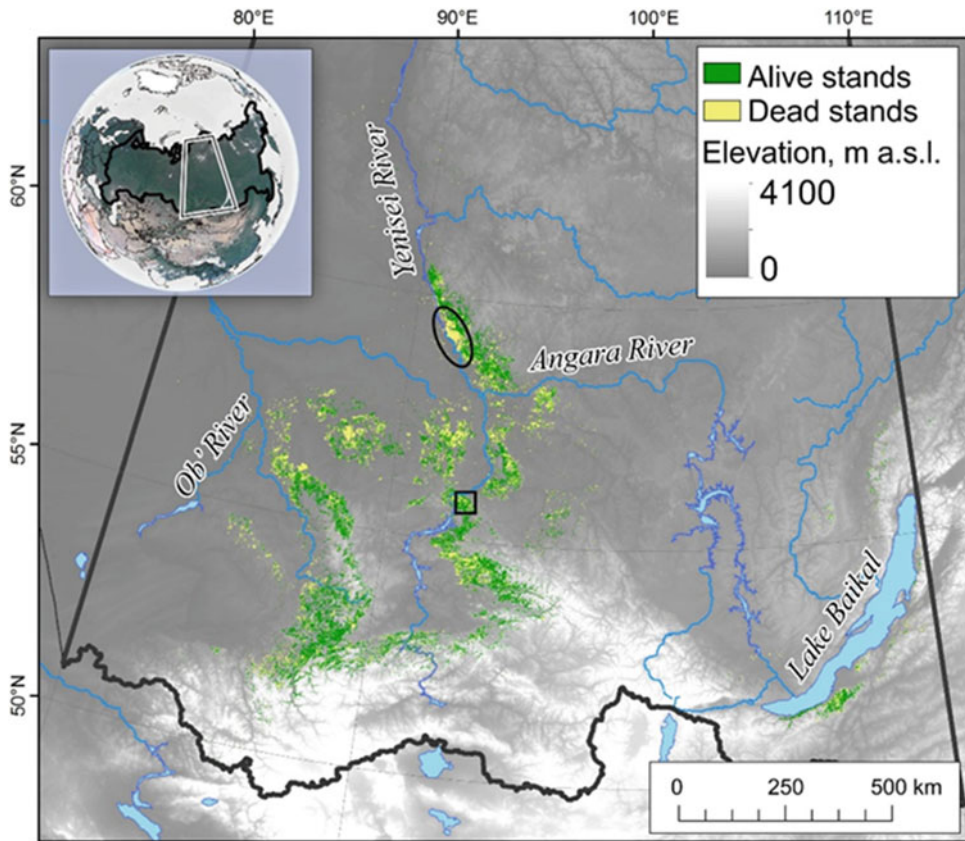 80°E 90°E 100°E 110°E
Alive stands
Dead stands
Elevation, m a.s.l.
4100
0
60°N
Yenisei River
Angara River
55°N
Ob' River
Lake Baikal
50°N
0 250 500 km